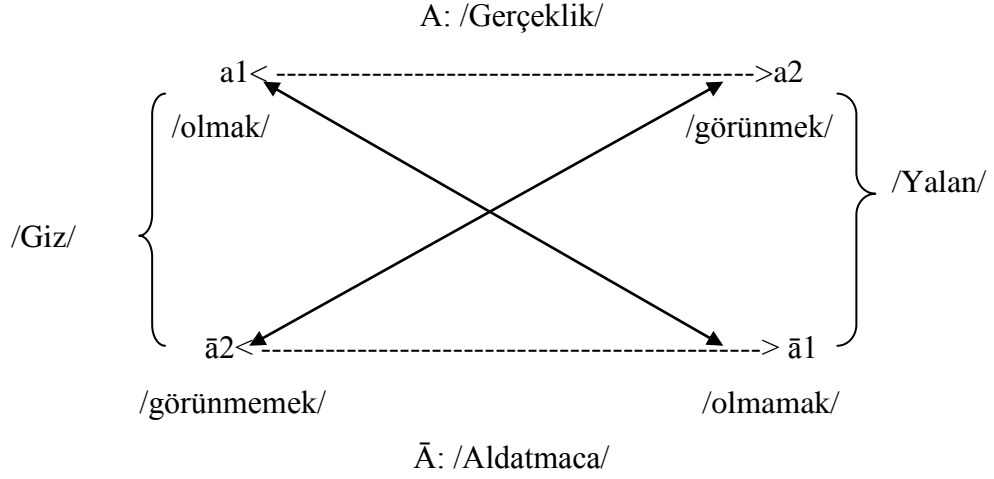 A: /Gerçeklik/
a1< ------------------------------------------------>a2
/olmak/ /görünmek/
/Yalan/
/Giz/
ā2< --------------------------------------------------> ā1
/görünmemek/ /olmamak/
Ā: /Aldatmaca/